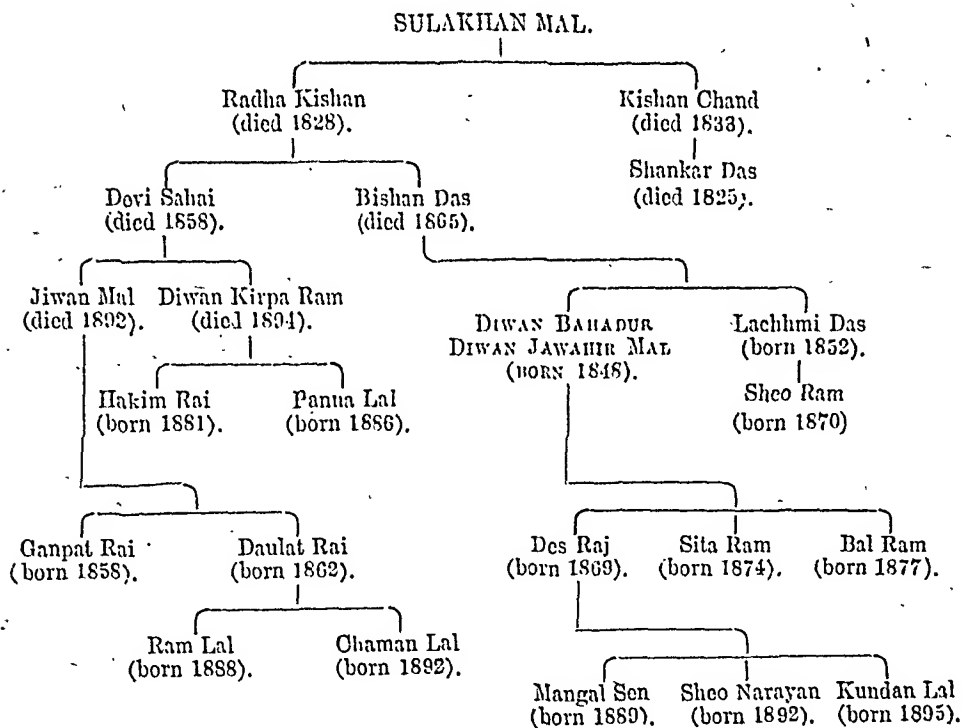 SULAKHAN MAL.
Radha Kishan
(died 1828).
Kishan Chand
(died 1833).
Shankar Das
(died 1825).
Devi Sahai
(died 1858).
Bishan Das
(died 1865).
Jiwan Mal
(died 1892).
Diwan Kirpa Ram
(died 1894).
DIWAN BAHADUR
DIWAN JAWAHIR MAL
(BORN 1848).
Lachhmi Das
(born 1852).
Hakim Rai
(born 1881).
Panna Lal
(born 1886).
Sheo Ram
(born 1870)
Ganpat Rai
(born 1858).
Daulat Rai
(born 1862).
Des Raj
(born 1869).
Sita Ram
(born 1874).
Bal Ram
(born 1877).
Ram Lal
(born 1888).
Chaman Lal
(born 1892).
Mangal Sen
(born 1889).
Sheo Narayan
(born 1892).
Kundan Lal
(born 1895).